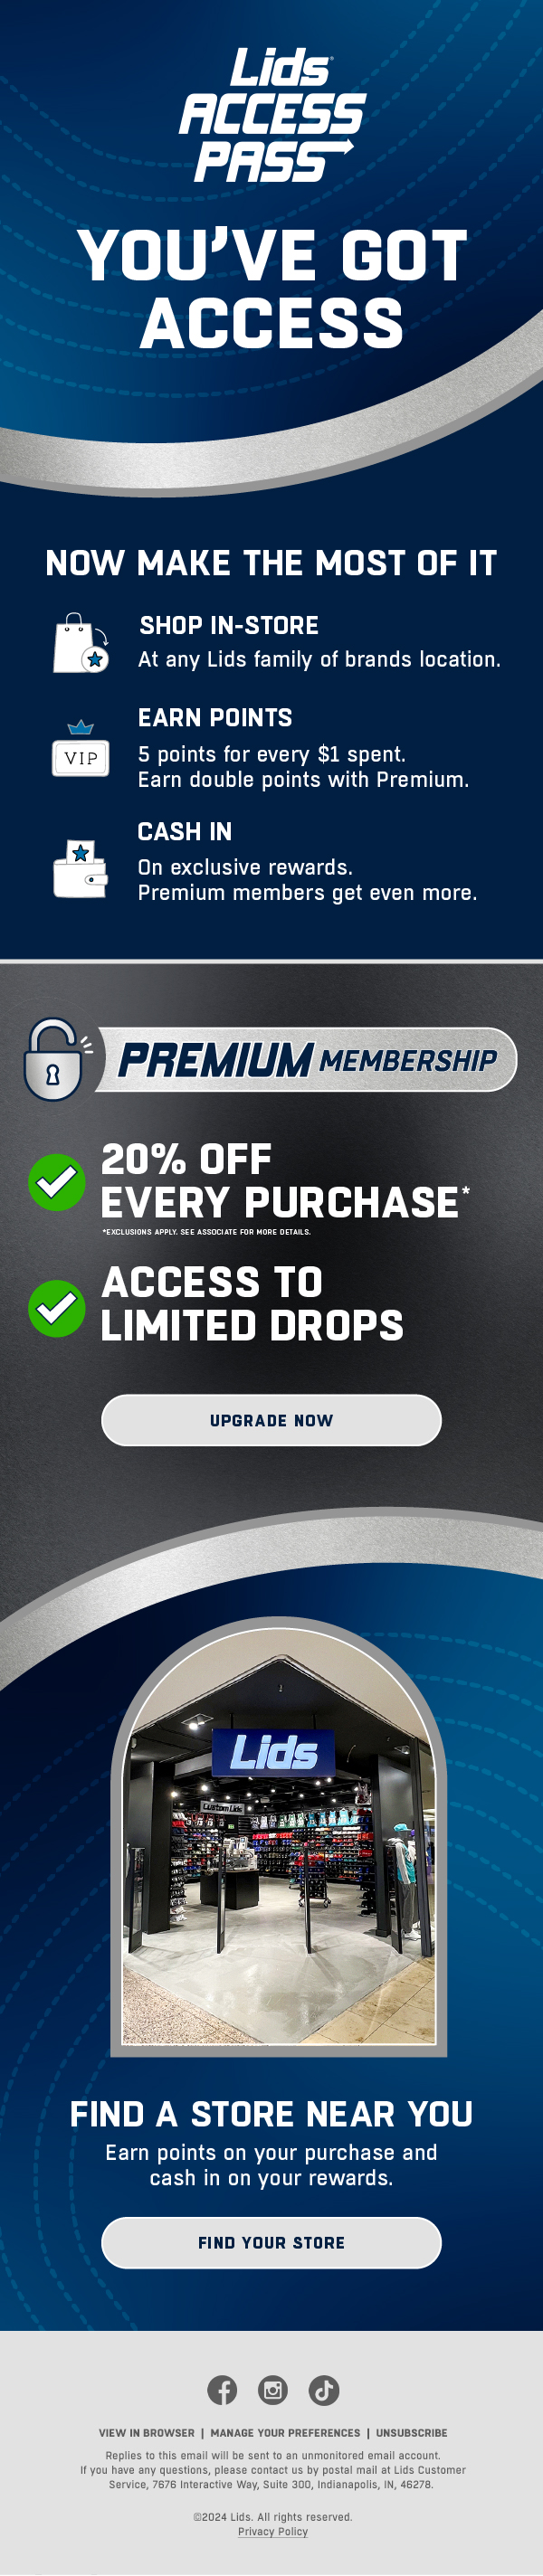 Lids
ACCESS
PASS
YOU'VE GOT
ACCESS
NOW MAKE THE MOST OF IT
SHOP IN-STORE
At any Lids family of brands location.
EARN POINTS
VIP
5 points for every $1 spent.
Earn double points with Premium.
CASH IN
On exclusive rewards.
Premium members get even more.
PREMIUM MEMBERSHIP
20% OFF
EVERY PURCHASE*
*EXCLUSIONS APPLY. SEE ASSOCIATE FOR MORE DETAILS.
ACCESS TO
LIMITED DROPS
UPGRADE NOW
Lids
Custom Lids
FIND A STORE NEAR YOU
Earn points on your purchase and
cash in on your rewards.
FIND YOUR STORE
VIEW IN BROWSER | MANAGE YOUR PREFERENCES | UNSUBSCRIBE
Replies to this email will be sent to an unmonitored email account.
If you have any questions, please contact us by postal mail at Lids Customer
Service, 7676 Interactive Way, Suite 300, Indianapolis, IN, 46278.
©2024 Lids. All rights reserved.
Privacy Policy